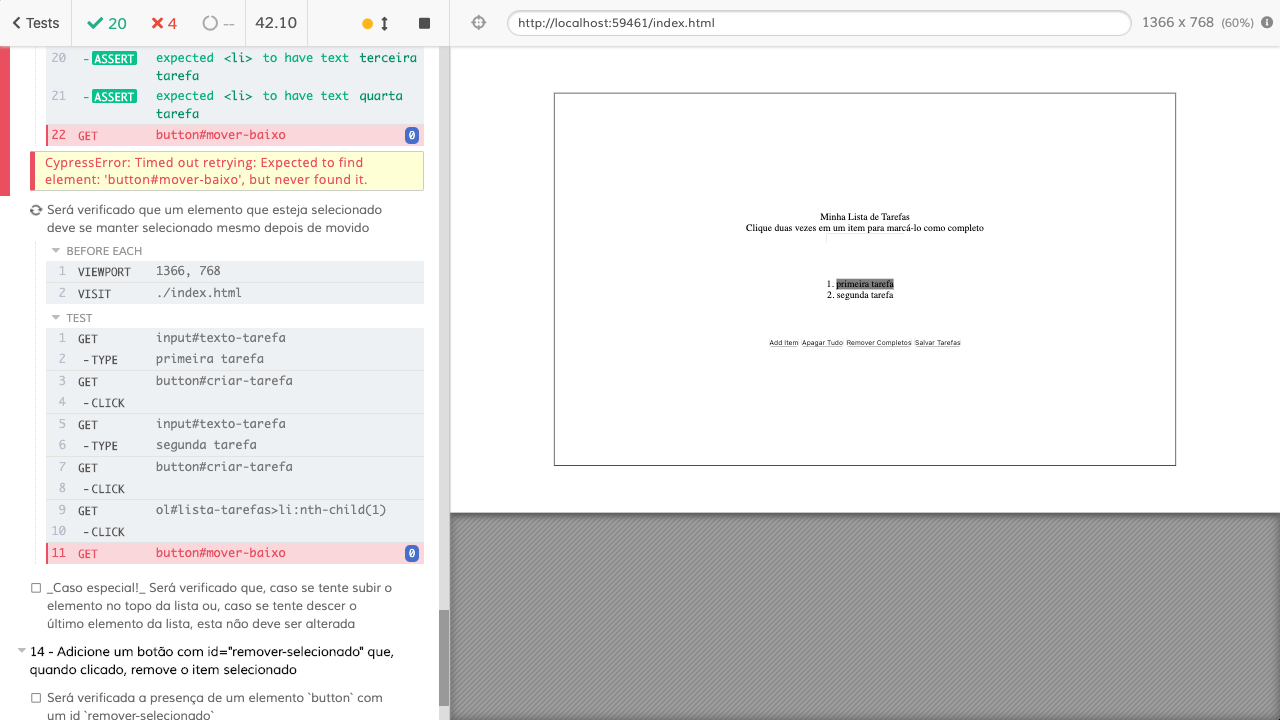 Tests 20 4 -- 42.10 http://localhost:59461/index.html 1366 x 768 (60%)
20 -ASSERT expected <li> to have text terceira
tarefa
21 -ASSERT expected <li> to have text quarta
tarefa
22 GET button#mover-baixo 0
CypressError: Timed out retrying: Expected to find
element: 'button#mover-baixo', but never found it.
Será verificado que um elemento que esteja selecionado
deve se manter selecionado mesmo depois de movido
BEFORE EACH
1 VIEWPORT 1366, 768
2 VISIT ./index.html
TEST
1 GET input#texto-tarefa
2 -TYPE primeira tarefa
3 GET button#criar-tarefa
4 -CLICK
5 GET input#texto-tarefa
6 -TYPE segunda tarefa
7 GET button#criar-tarefa
8 -CLICK
9 GET ol#lista-tarefas>li:nth-child(1)
10 -CLICK
11 GET button#mover-baixo 0
_Caso especial!_ Será verificado que, caso se tente subir o
elemento no topo da lista ou, caso se tente descer o
último elemento da lista, esta não deve ser alterada
14 - Adicione um botão com id="remover-selecionado" que,
quando clicado, remove o item selecionado
Será verificada a presença de um elemento `button` com
um id `remover-selecionado`
Minha Lista de Tarefas
Clique duas vezes em um item para marcá-lo como completo
1. primeira tarefa
2. segunda tarefa
Add Item Apagar Tudo Remover Completos Salvar Tarefas